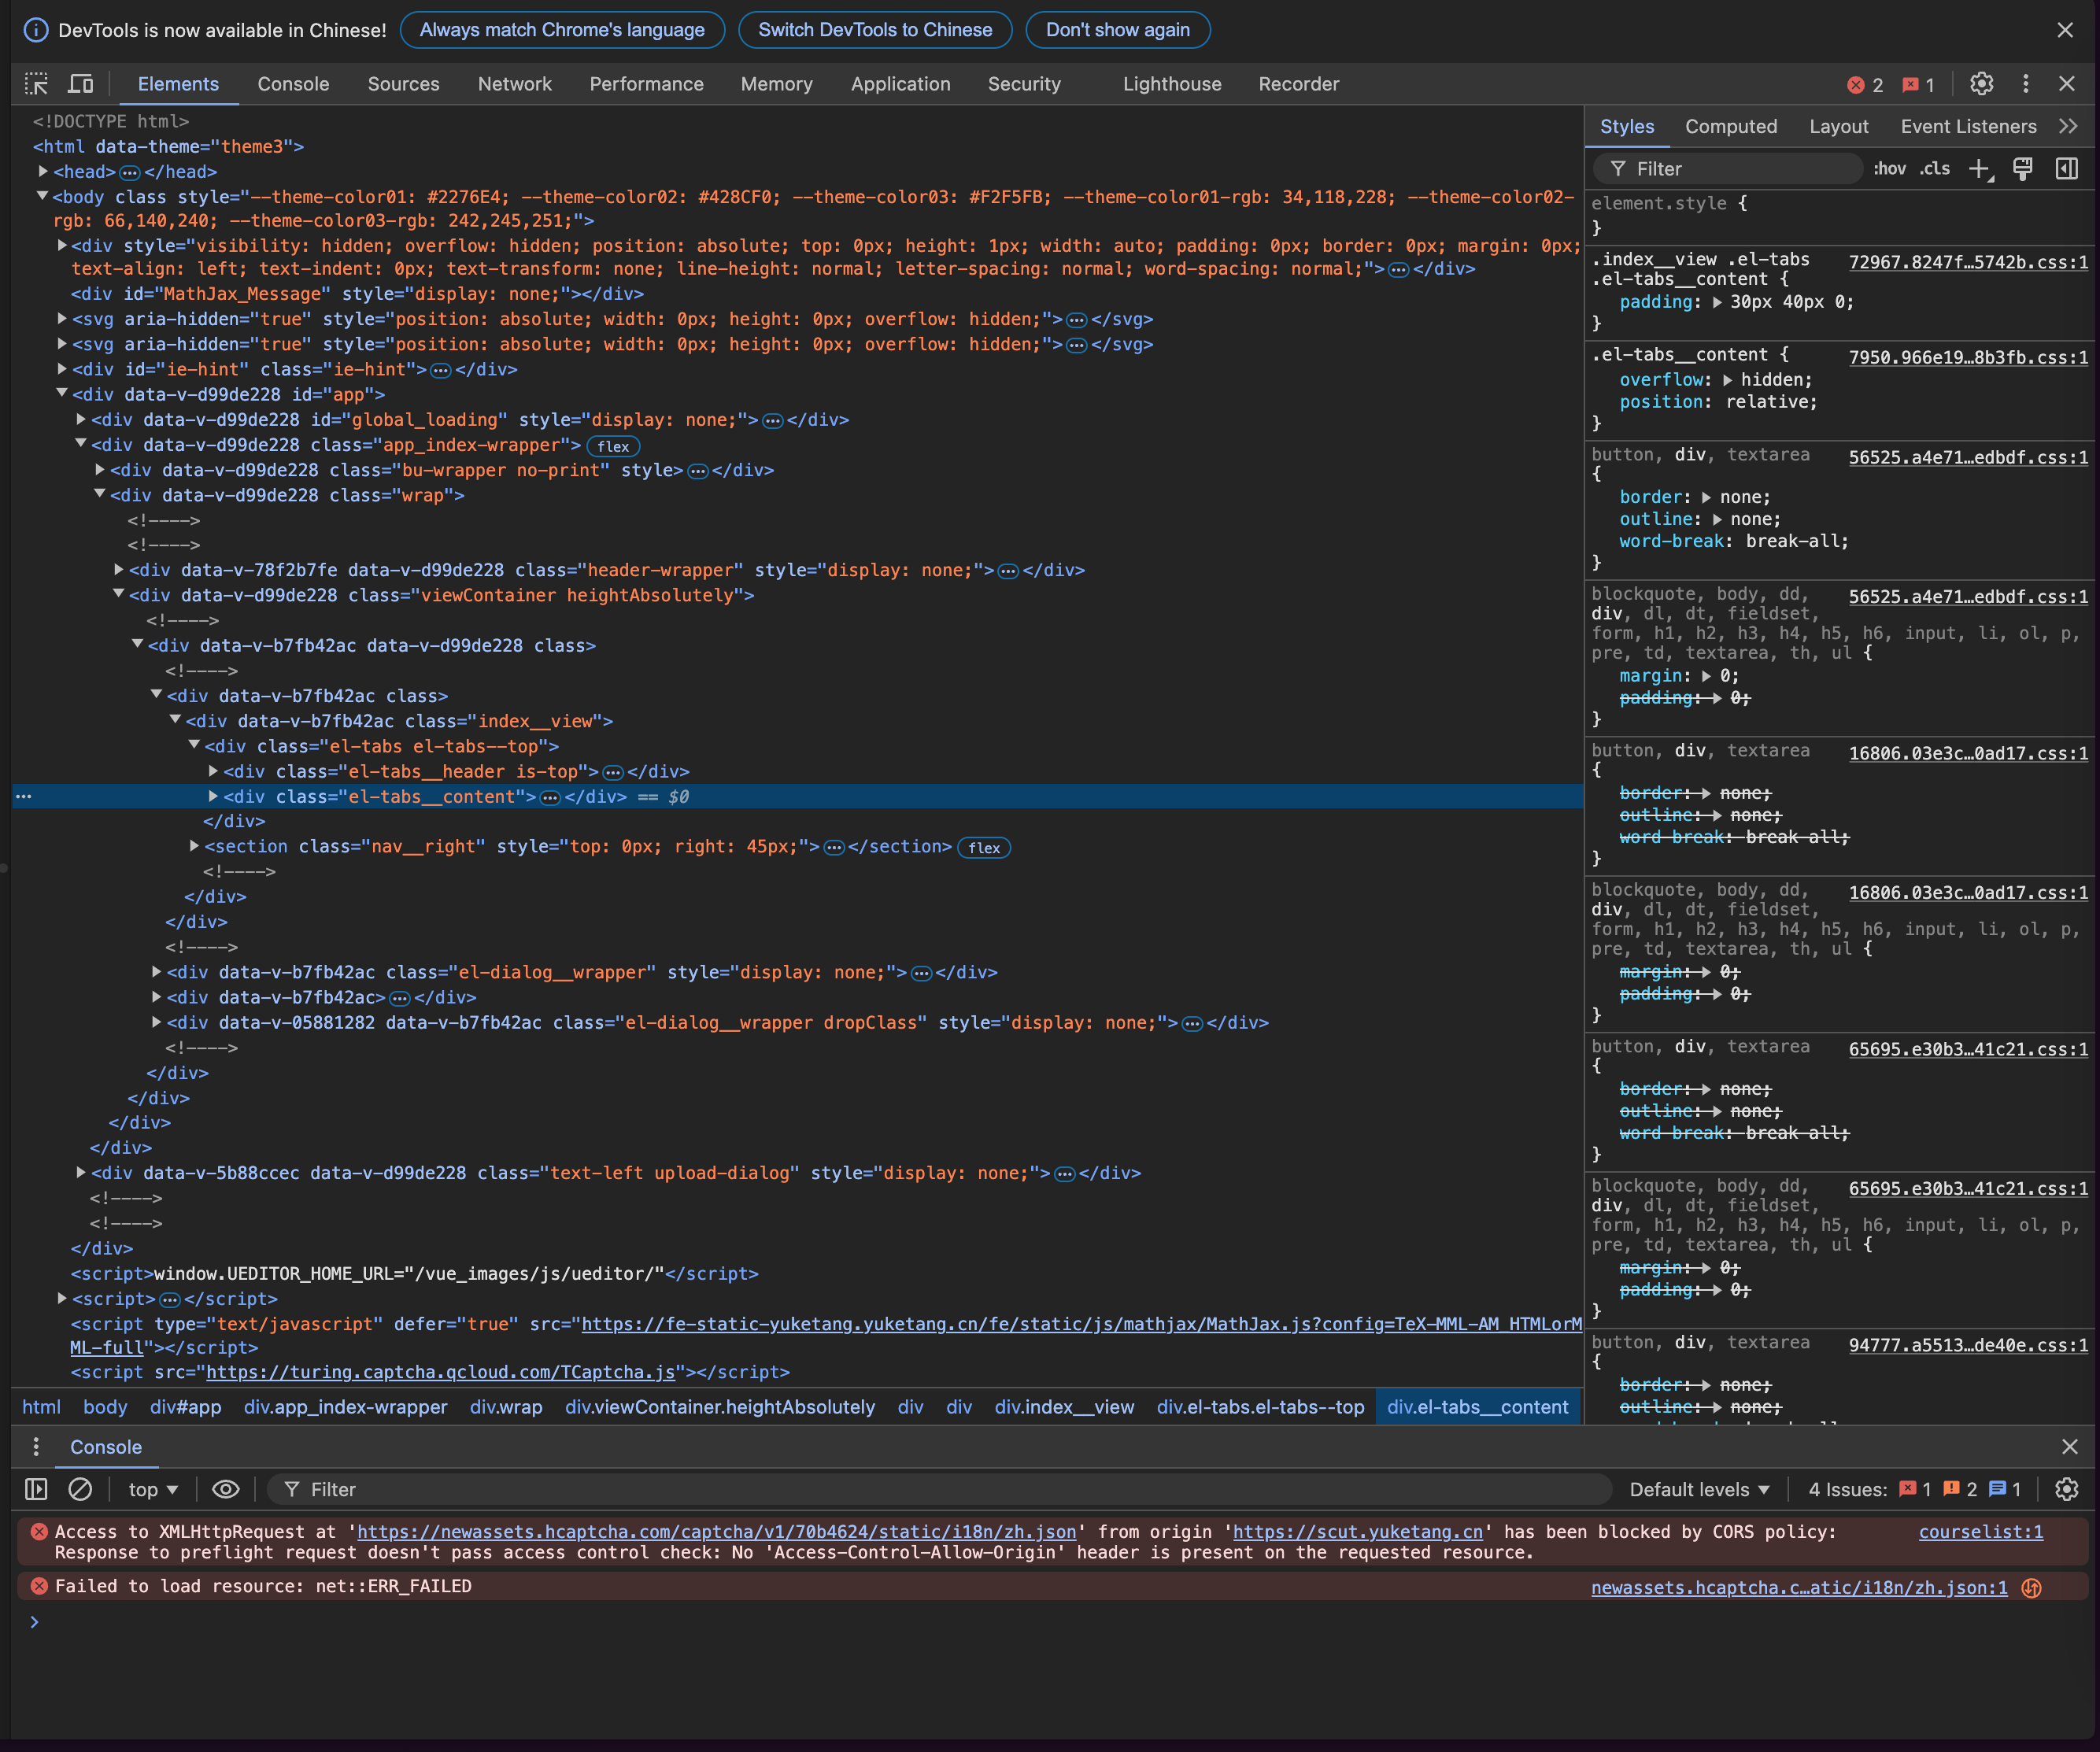 DevTools is now available in Chinese! Always match Chrome's language Switch DevTools to Chinese Don't show again
Elements Console Sources Network Performance Memory Application Security Lighthouse Recorder 2 1
<!DOCTYPE html>
<html data-theme="theme3">
<head>…</head>
<body class style="--theme-color01: #2276E4; --theme-color02: #428CF0; --theme-color03: #F2F5FB; --theme-color01-rgb: 34,118,228; --theme-color02-
rgb: 66,140,240; --theme-color03-rgb: 242,245,251;">
<div style="visibility: hidden; overflow: hidden; position: absolute; top: 0px; height: 1px; width: auto; padding: 0px; border: 0px; margin: 0px;
text-align: left; text-indent: 0px; text-transform: none; line-height: normal; letter-spacing: normal; word-spacing: normal;">…</div>
<div id="MathJax_Message" style="display: none;"></div>
<svg aria-hidden="true" style="position: absolute; width: 0px; height: 0px; overflow: hidden;">…</svg>
<svg aria-hidden="true" style="position: absolute; width: 0px; height: 0px; overflow: hidden;">…</svg>
<div id="ie-hint" class="ie-hint">…</div>
<div data-v-d99de228 id="app">
<div data-v-d99de228 id="global_loading" style="display: none;">…</div>
<div data-v-d99de228 class="app_index-wrapper"> flex
<div data-v-d99de228 class="bu-wrapper no-print" style>…</div>
<div data-v-d99de228 class="wrap">
<!---->
<!---->
<div data-v-78f2b7fe data-v-d99de228 class="header-wrapper" style="display: none;">…</div>
<div data-v-d99de228 class="viewContainer heightAbsolutely">
<!---->
<div data-v-b7fb42ac data-v-d99de228 class>
<!---->
<div data-v-b7fb42ac class>
<div data-v-b7fb42ac class="index__view">
<div class="el-tabs el-tabs--top">
<div class="el-tabs__header is-top">…</div>
<div class="el-tabs__content">…</div> == $0
</div>
<section class="nav__right" style="top: 0px; right: 45px;">…</section> flex
<!---->
</div>
</div>
<!---->
<div data-v-b7fb42ac class="el-dialog__wrapper" style="display: none;">…</div>
<div data-v-b7fb42ac>…</div>
<div data-v-05881282 data-v-b7fb42ac class="el-dialog__wrapper dropClass" style="display: none;">…</div>
<!---->
</div>
</div>
</div>
</div>
<div data-v-5b88ccec data-v-d99de228 class="text-left upload-dialog" style="display: none;">…</div>
<!---->
<!---->
</div>
<script>window.UEDITOR_HOME_URL="/vue_images/js/ueditor/"</script>
<script>…</script>
<script type="text/javascript" defer="true" src="https://fe-static-yuketang.yuketang.cn/fe/static/js/mathjax/MathJax.js?config=TeX-MML-AM_HTMLorM
ML-full"></script>
<script src="https://turing.captcha.qcloud.com/TCaptcha.js"></script>
html body div#app div.app_index-wrapper div.wrap div.viewContainer.heightAbsolutely div div div.index__view div.el-tabs.el-tabs--top div.el-tabs__content
Styles Computed Layout Event Listeners
Filter :hov .cls
element.style {
}
.index__view .el-tabs 72967.8247f…5742b.css:1
.el-tabs__content {
padding: 30px 40px 0;
}
.el-tabs__content { 7950.966e19…8b3fb.css:1
overflow: hidden;
position: relative;
}
button, div, textarea 56525.a4e71…edbdf.css:1
{
border: none;
outline: none;
word-break: break-all;
}
blockquote, body, dd, 56525.a4e71…edbdf.css:1
div, dl, dt, fieldset,
form, h1, h2, h3, h4, h5, h6, input, li, ol, p,
pre, td, textarea, th, ul {
margin: 0;
padding: 0;
}
button, div, textarea 16806.03e3c…0ad17.css:1
{
border: none;
outline: none;
word-break: break-all;
}
blockquote, body, dd, 16806.03e3c…0ad17.css:1
div, dl, dt, fieldset,
form, h1, h2, h3, h4, h5, h6, input, li, ol, p,
pre, td, textarea, th, ul {
margin: 0;
padding: 0;
}
button, div, textarea 65695.e30b3…41c21.css:1
{
border: none;
outline: none;
word-break: break-all;
}
blockquote, body, dd, 65695.e30b3…41c21.css:1
div, dl, dt, fieldset,
form, h1, h2, h3, h4, h5, h6, input, li, ol, p,
pre, td, textarea, th, ul {
margin: 0;
padding: 0;
}
button, div, textarea 94777.a5513…de40e.css:1
{
border: none;
outline: none;
Console
top Filter Default levels 4 Issues: 1 2 1
Access to XMLHttpRequest at 'https://newassets.hcaptcha.com/captcha/v1/70b4624/static/i18n/zh.json' from origin 'https://scut.yuketang.cn' has been blocked by CORS policy: courselist:1
Response to preflight request doesn't pass access control check: No 'Access-Control-Allow-Origin' header is present on the requested resource.
Failed to load resource: net::ERR_FAILED newassets.hcaptcha.c…atic/i18n/zh.json:1